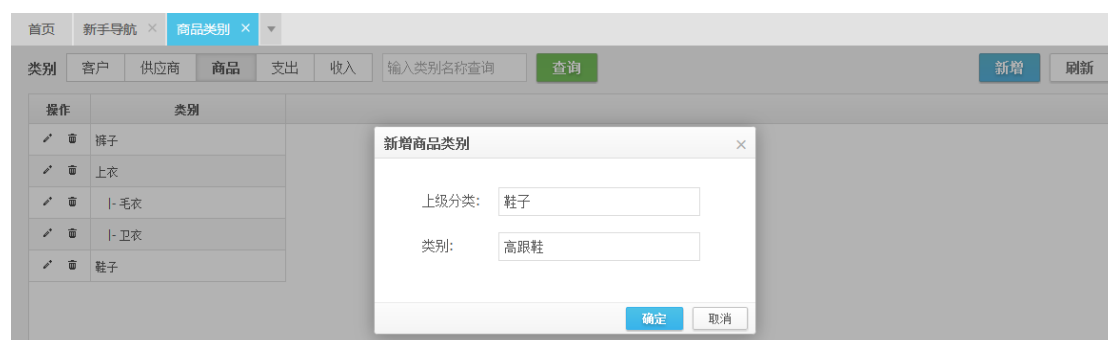 首页 新手导航 × 商品类别 ×
类别 客户 供应商 商品 支出 收入 输入类别名称查询 查询 新增 刷新
操作 类别
裤子
上衣
|- 毛衣
|- 卫衣
鞋子
新增商品类别 ×
上级分类: 鞋子
类别: 高跟鞋
确定 取消